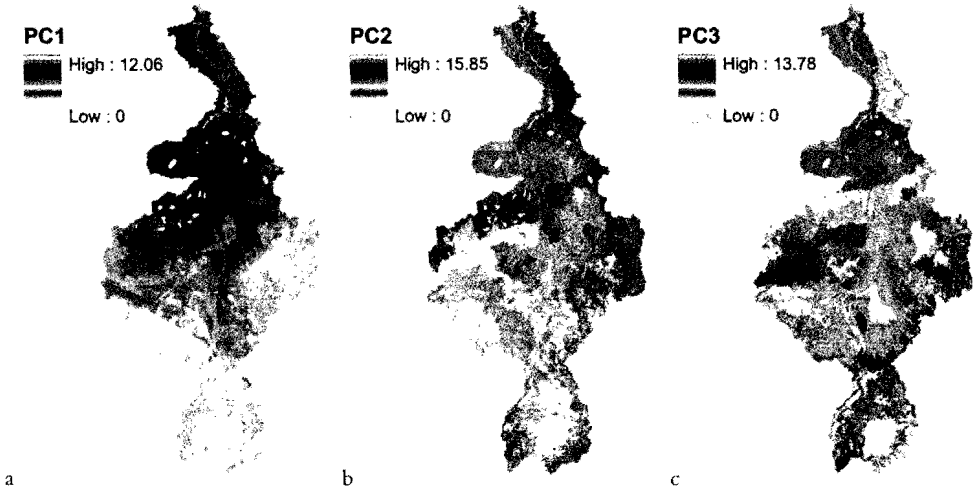 PC1
High : 12.06
Low : 0
PC2
High : 15.85
Low : 0
PC3
High : 13.78
Low : 0
a
b
c